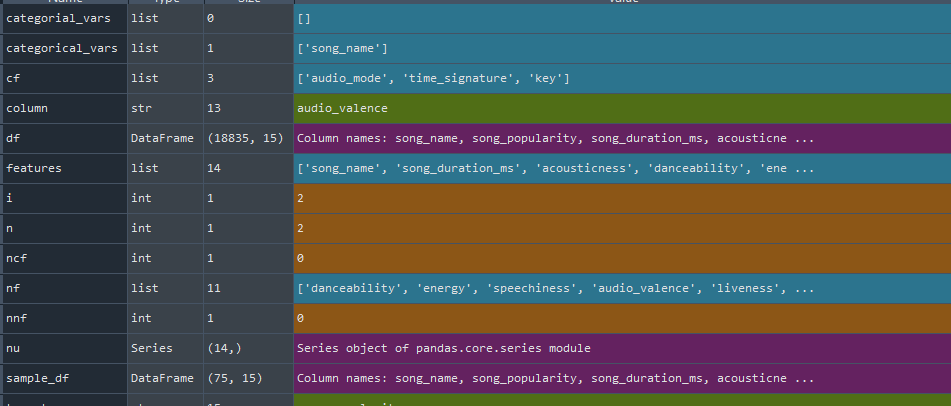 Name Type Size Value
categorial_vars list 0 []
categorical_vars list 1 ['song_name']
cf list 3 ['audio_mode', 'time_signature', 'key']
column str 13 audio_valence
df DataFrame (18835, 15) Column names: song_name, song_popularity, song_duration_ms, acousticne ...
features list 14 ['song_name', 'song_duration_ms', 'acousticness', 'danceability', 'ene ...
i int 1 2
n int 1 2
ncf int 1 0
nf list 11 ['danceability', 'energy', 'speechiness', 'audio_valence', 'liveness', ...
nnf int 1 0
nu Series (14,) Series object of pandas.core.series module
sample_df DataFrame (75, 15) Column names: song_name, song_popularity, song_duration_ms, acousticne ...